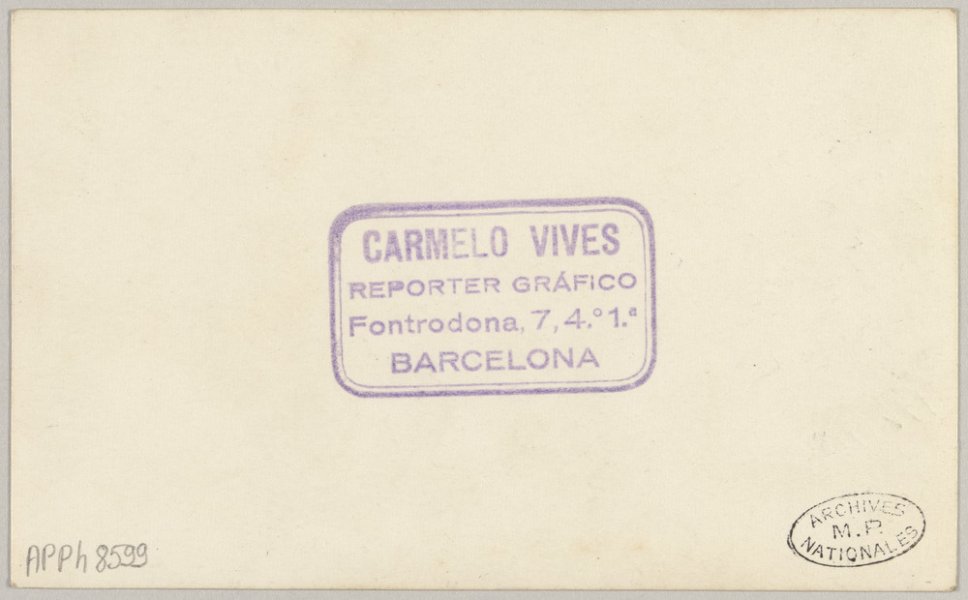 CARMELO VIVES
REPORTER GRÁFICO
Fontrodona, 7, 4.º 1.ª
BARCELONA
APPh 8599
ARCHIVES
M.P.
NATIONALES